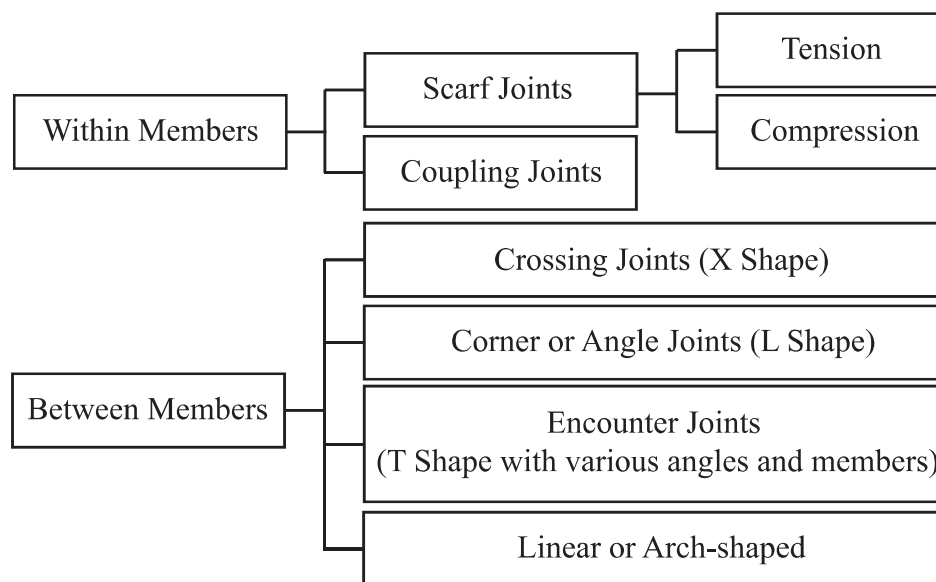 Within Members
Scarf Joints
Tension
Compression
Coupling Joints
Between Members
Crossing Joints (X Shape)
Corner or Angle Joints (L Shape)
Encounter Joints
(T Shape with various angles and members)
Linear or Arch-shaped